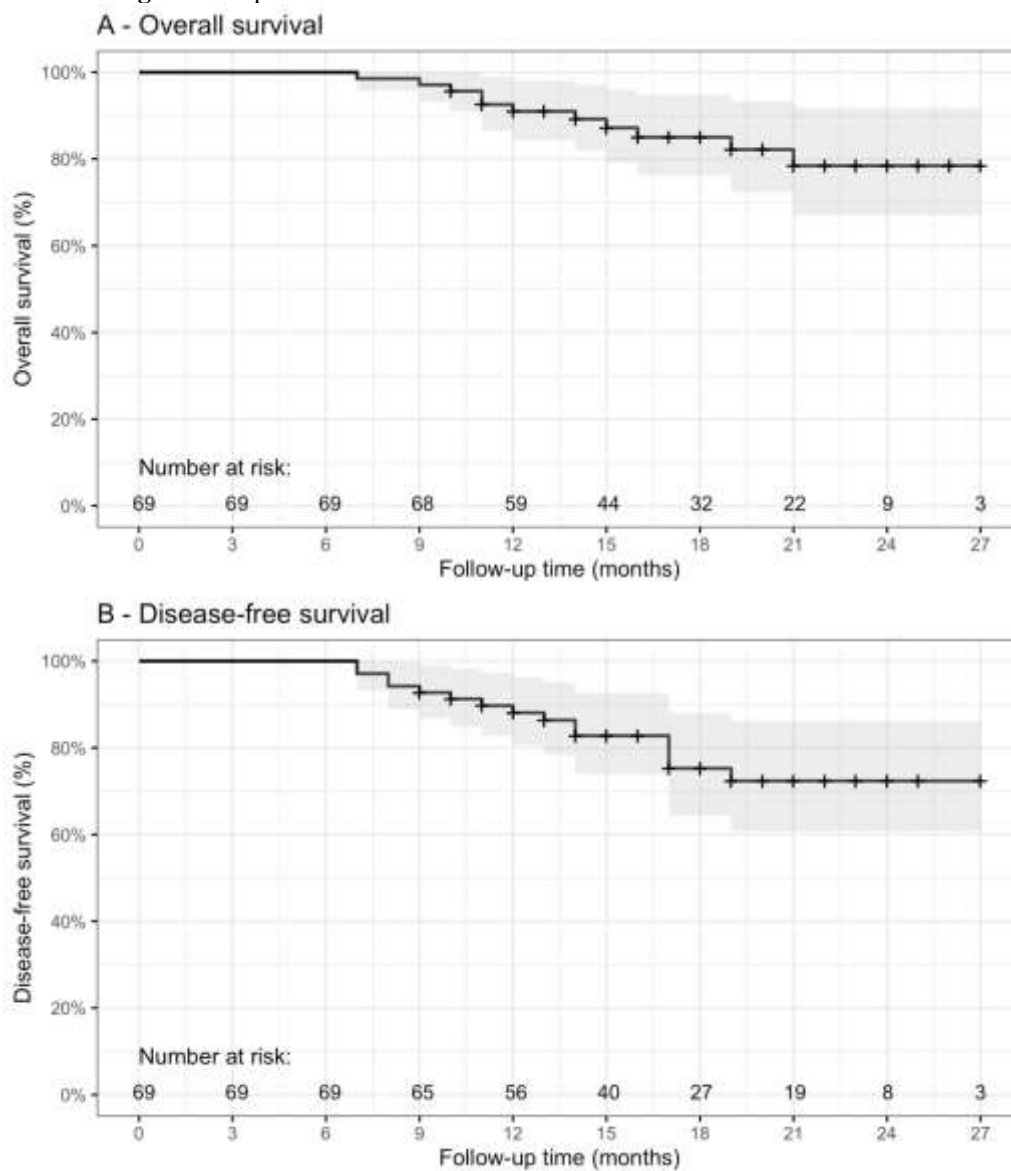 A - Overall survival
100%
80%
60%
40%
20%
0%
Overall survival (%)
Number at risk:
69 69 69 68 59 44 32 22 9 3
0 3 6 9 12 15 18 21 24 27
Follow-up time (months)
B - Disease-free survival
100%
80%
60%
40%
20%
0%
Disease-free survival (%)
Number at risk:
69 69 69 65 56 40 27 19 8 3
0 3 6 9 12 15 18 21 24 27
Follow-up time (months)